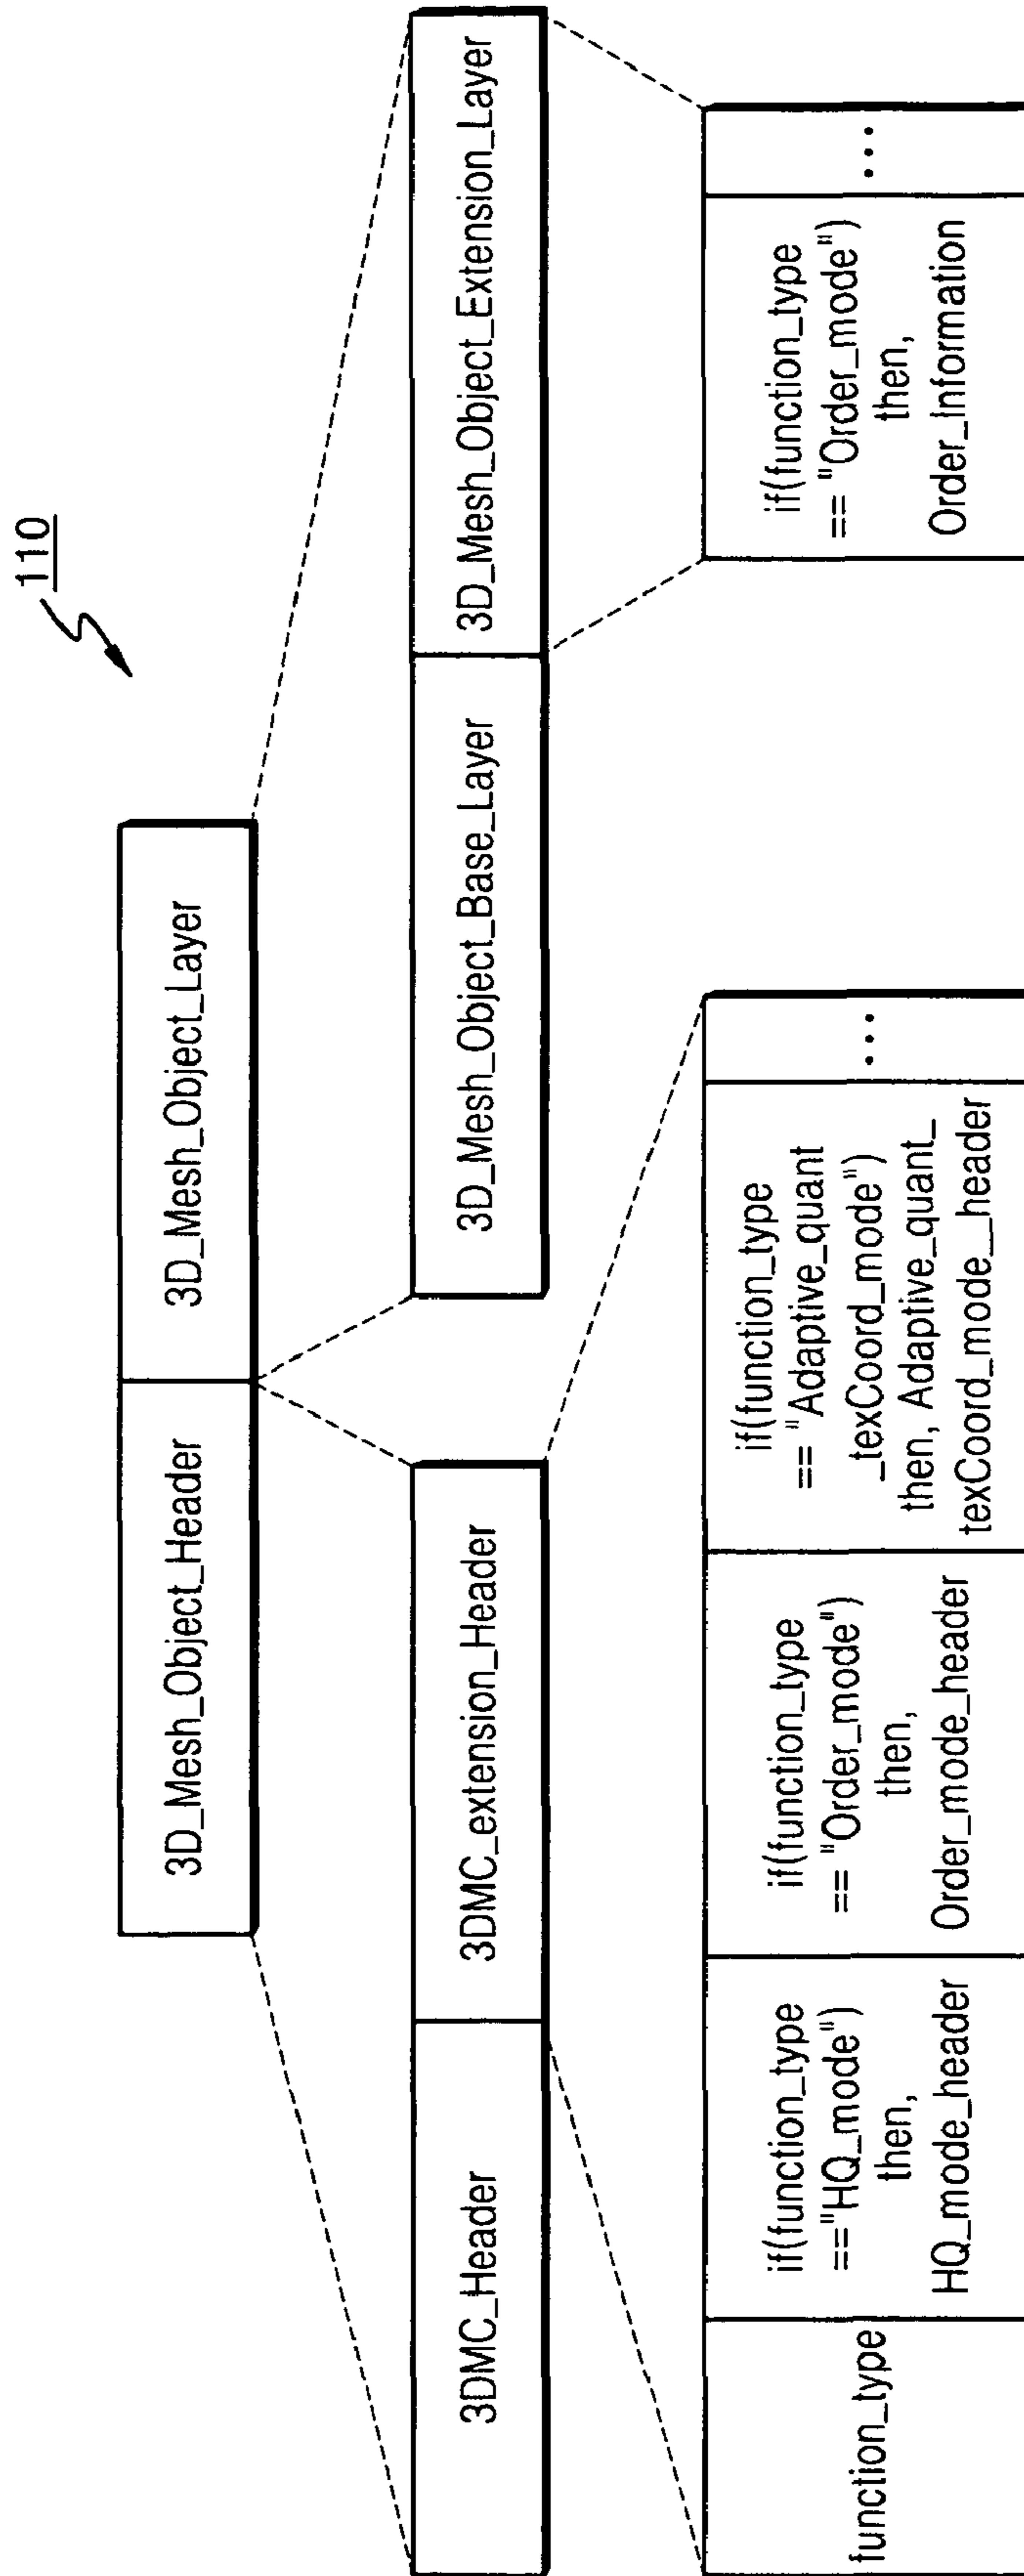 110
3D_Mesh_Object_Header
3D_Mesh_Object_Layer
3DMC_Header
3DMC_extension_Header
3D_Mesh_Object_Base_Layer
3D_Mesh_Object_Extension_Layer
function_type
if(function_type
=="HQ_mode")
then,
HQ_mode_header
if(function_type
== "Order_mode")
then,
Order_mode_header
if(function_type
== "Adaptive_quant
_texCoord_mode")
then, Adaptive_quant_
texCoord_mode__header
...
if(function_type
== "Order_mode")
then,
Order_Information
...